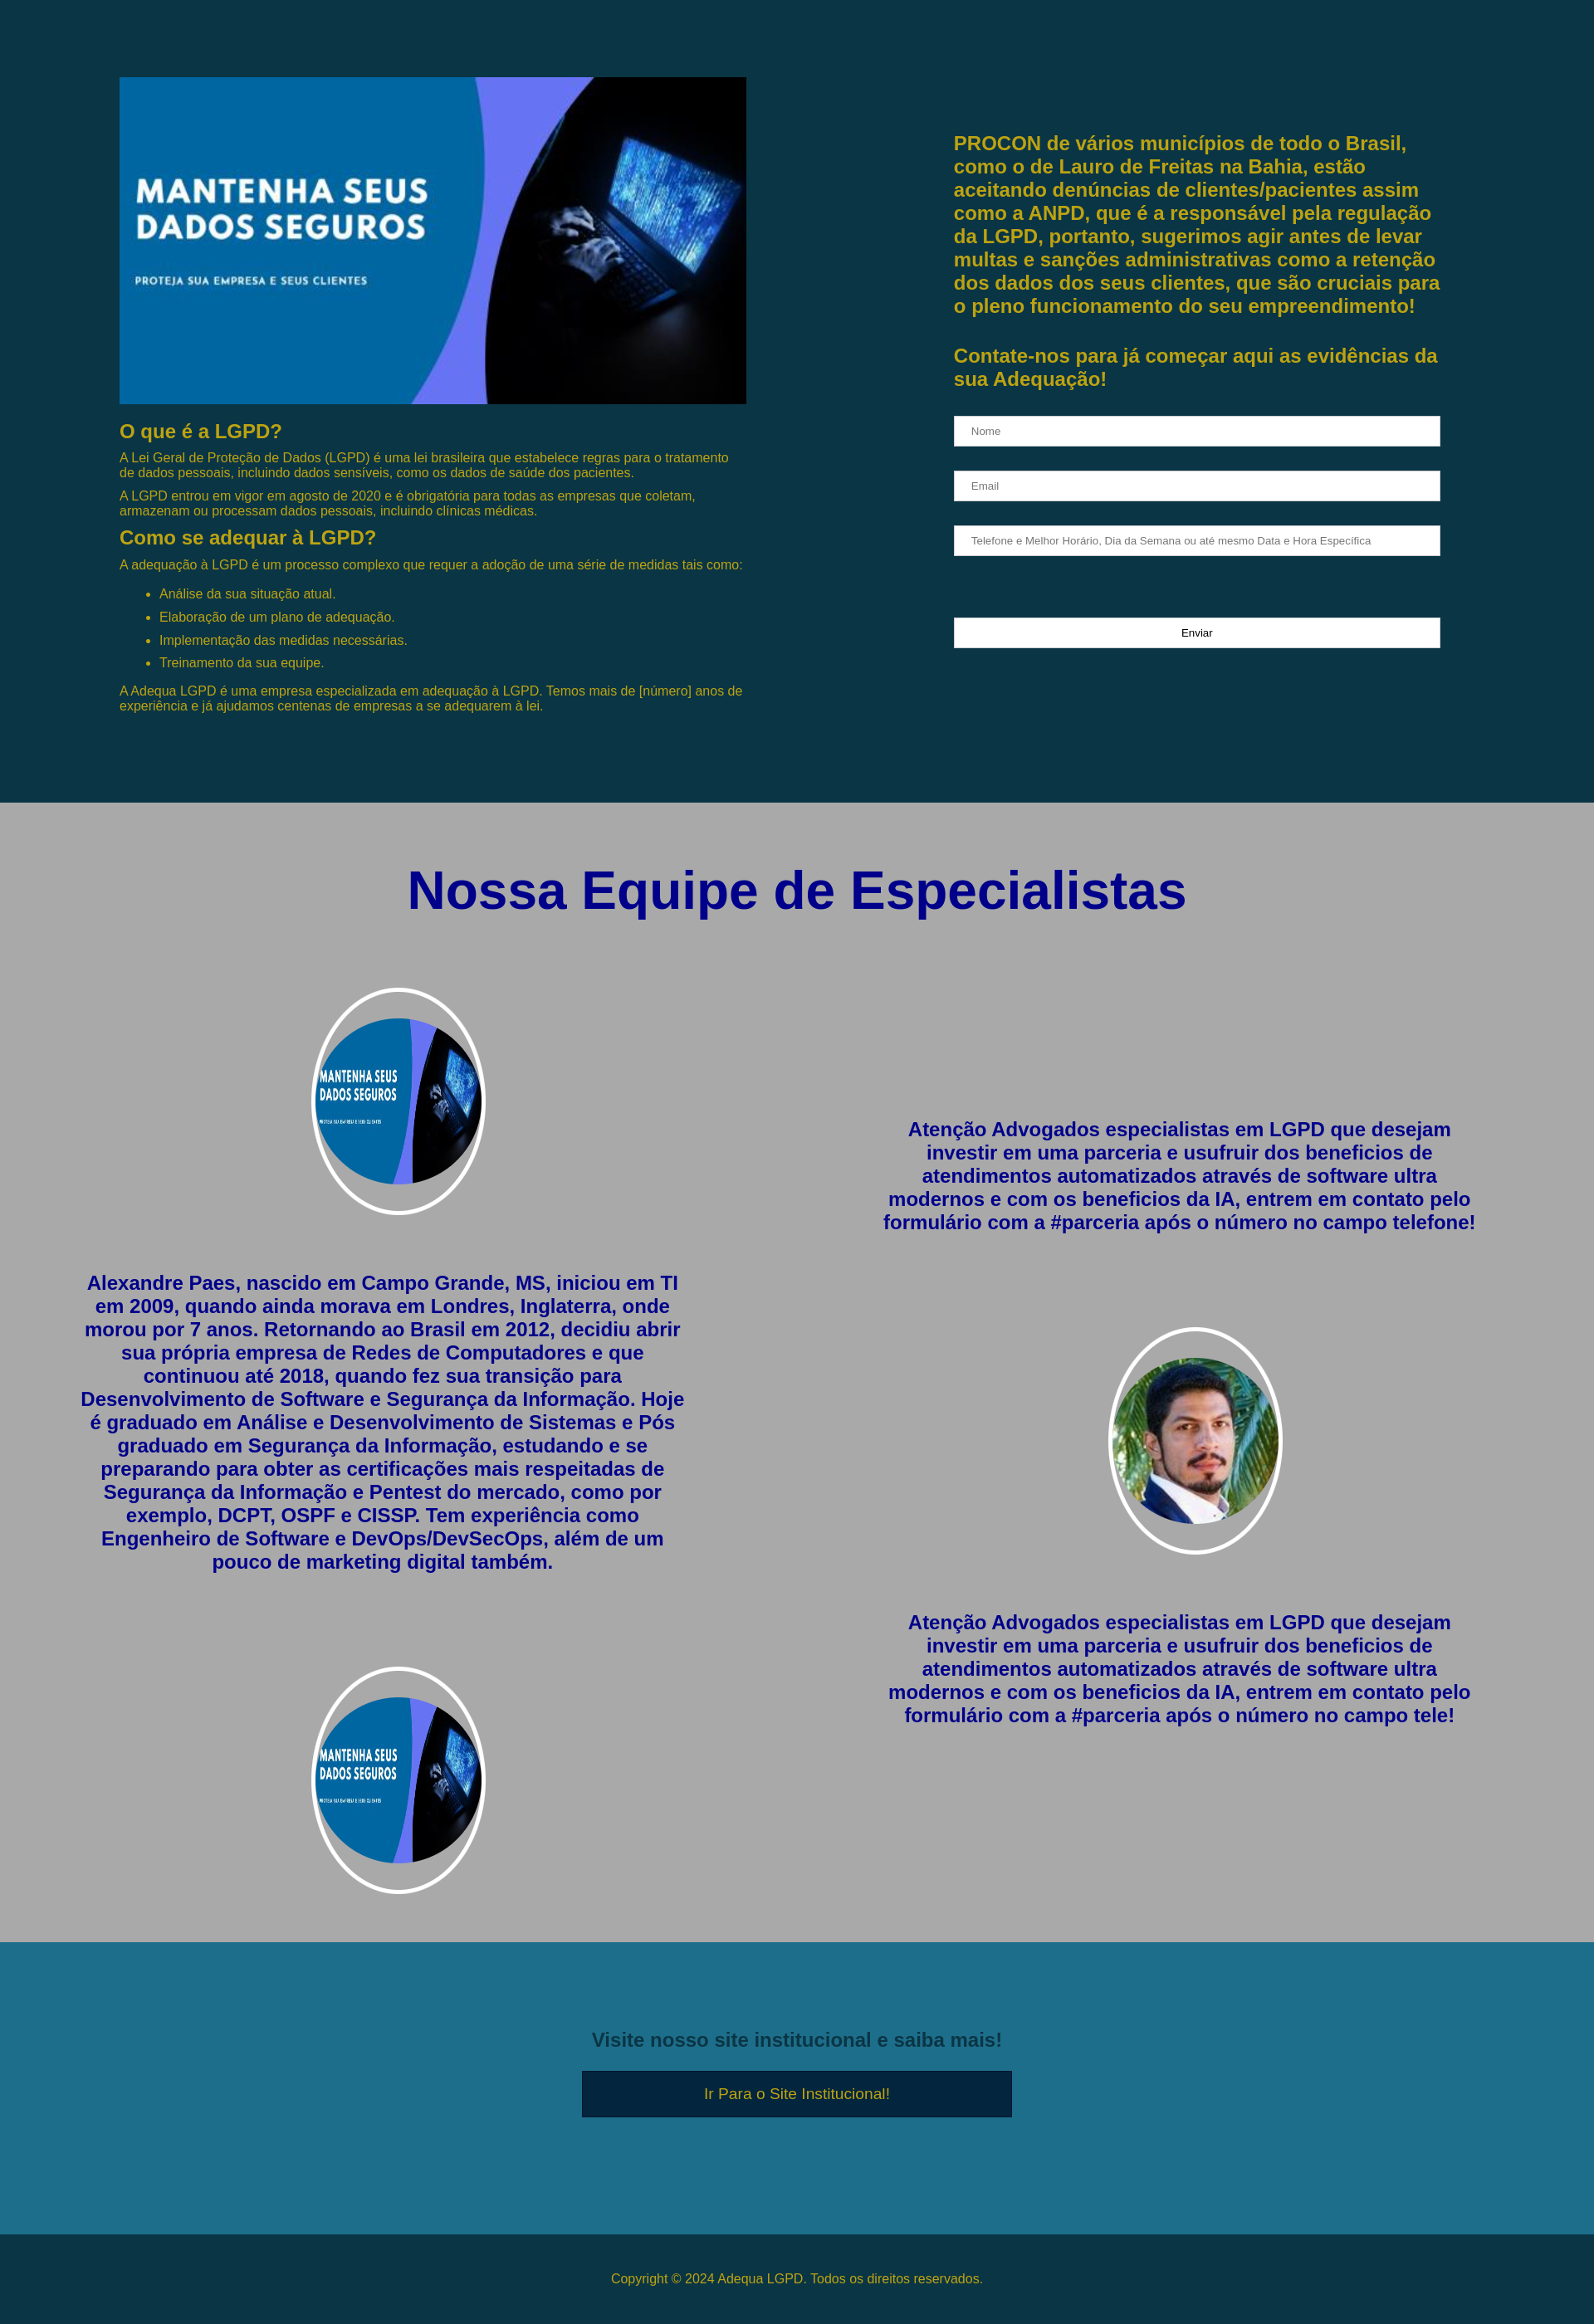 MANTENHA SEUS
DADOS SEGUROS
PROTEJA SUA EMPRESA E SEUS CLIENTES
O que é a LGPD?
A Lei Geral de Proteção de Dados (LGPD) é uma lei brasileira que estabelece regras para o tratamento
de dados pessoais, incluindo dados sensíveis, como os dados de saúde dos pacientes.
A LGPD entrou em vigor em agosto de 2020 e é obrigatória para todas as empresas que coletam,
armazenam ou processam dados pessoais, incluindo clínicas médicas.
Como se adequar à LGPD?
A adequação à LGPD é um processo complexo que requer a adoção de uma série de medidas tais como:
• Análise da sua situação atual.
• Elaboração de um plano de adequação.
• Implementação das medidas necessárias.
• Treinamento da sua equipe.
A Adequa LGPD é uma empresa especializada em adequação à LGPD. Temos mais de [número] anos de
experiência e já ajudamos centenas de empresas a se adequarem à lei.
PROCON de vários municípios de todo o Brasil,
como o de Lauro de Freitas na Bahia, estão
aceitando denúncias de clientes/pacientes assim
como a ANPD, que é a responsável pela regulação
da LGPD, portanto, sugerimos agir antes de levar
multas e sanções administrativas como a retenção
dos dados dos seus clientes, que são cruciais para
o pleno funcionamento do seu empreendimento!
Contate-nos para já começar aqui as evidências da
sua Adequação!
Nome
Email
Telefone e Melhor Horário, Dia da Semana ou até mesmo Data e Hora Específica
Enviar
Nossa Equipe de Especialistas
MANTENHA SEUS
DADOS SEGUROS
PROTEJA SUA EMPRESA E SEUS CLIENTES
Alexandre Paes, nascido em Campo Grande, MS, iniciou em TI
em 2009, quando ainda morava em Londres, Inglaterra, onde
morou por 7 anos. Retornando ao Brasil em 2012, decidiu abrir
sua própria empresa de Redes de Computadores e que
continuou até 2018, quando fez sua transição para
Desenvolvimento de Software e Segurança da Informação. Hoje
é graduado em Análise e Desenvolvimento de Sistemas e Pós
graduado em Segurança da Informação, estudando e se
preparando para obter as certificações mais respeitadas de
Segurança da Informação e Pentest do mercado, como por
exemplo, DCPT, OSPF e CISSP. Tem experiência como
Engenheiro de Software e DevOps/DevSecOps, além de um
pouco de marketing digital também.
MANTENHA SEUS
DADOS SEGUROS
PROTEJA SUA EMPRESA E SEUS CLIENTES
Atenção Advogados especialistas em LGPD que desejam
investir em uma parceria e usufruir dos beneficios de
atendimentos automatizados através de software ultra
modernos e com os beneficios da IA, entrem em contato pelo
formulário com a #parceria após o número no campo telefone!
Atenção Advogados especialistas em LGPD que desejam
investir em uma parceria e usufruir dos beneficios de
atendimentos automatizados através de software ultra
modernos e com os beneficios da IA, entrem em contato pelo
formulário com a #parceria após o número no campo tele!
Visite nosso site institucional e saiba mais!
Ir Para o Site Institucional!
Copyright © 2024 Adequa LGPD. Todos os direitos reservados.